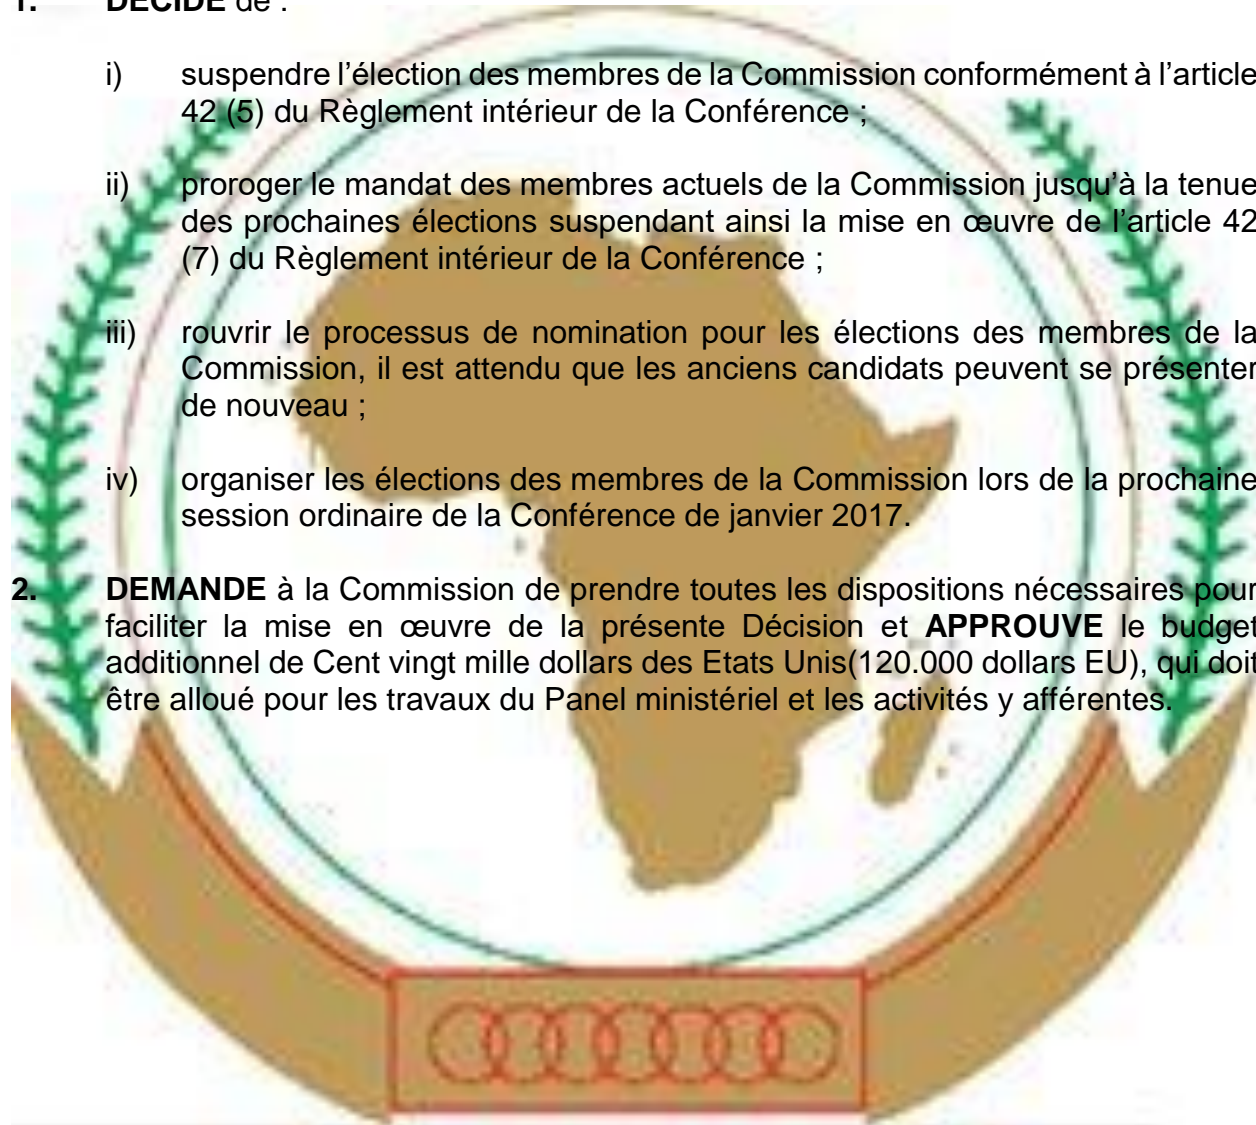 1. DECIDE de :
i) suspendre l’élection des membres de la Commission conformément à l’article
42 (5) du Règlement intérieur de la Conférence ;
ii) proroger le mandat des membres actuels de la Commission jusqu’à la tenue
des prochaines élections suspendant ainsi la mise en œuvre de l’article 42
(7) du Règlement intérieur de la Conférence ;
iii) rouvrir le processus de nomination pour les élections des membres de la
Commission, il est attendu que les anciens candidats peuvent se présenter
de nouveau ;
iv) organiser les élections des membres de la Commission lors de la prochaine
session ordinaire de la Conférence de janvier 2017.
2. DEMANDE à la Commission de prendre toutes les dispositions nécessaires pour
faciliter la mise en œuvre de la présente Décision et APPROUVE le budget
additionnel de Cent vingt mille dollars des Etats Unis(120.000 dollars EU), qui doit
être alloué pour les travaux du Panel ministériel et les activités y afférentes.